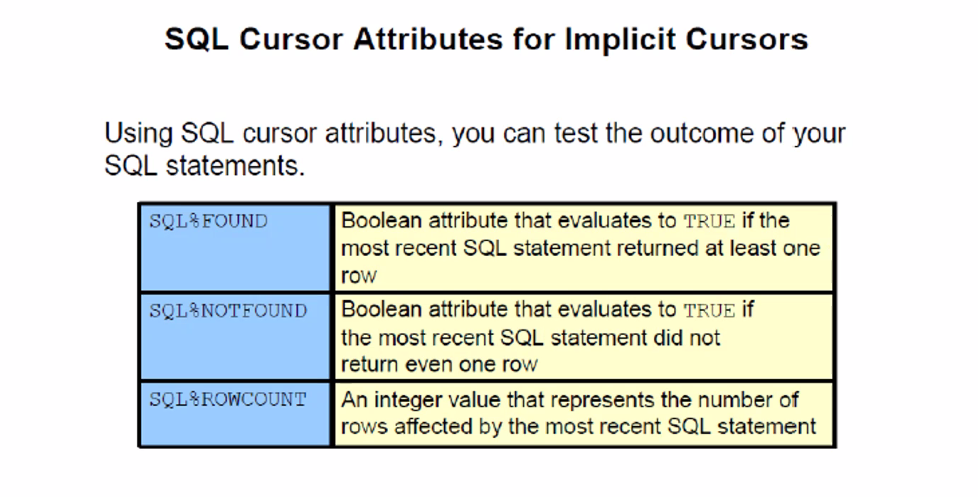 SQL Cursor Attributes for Implicit Cursors
Using SQL cursor attributes, you can test the outcome of your
SQL statements.
SQL%FOUND
Boolean attribute that evaluates to TRUE if the
most recent SQL statement returned at least one
row
SQL%NOTFOUND
Boolean attribute that evaluates to TRUE if
the most recent SQL statement did not
return even one row
SQL%ROWCOUNT
An integer value that represents the number of
rows affected by the most recent SQL statement